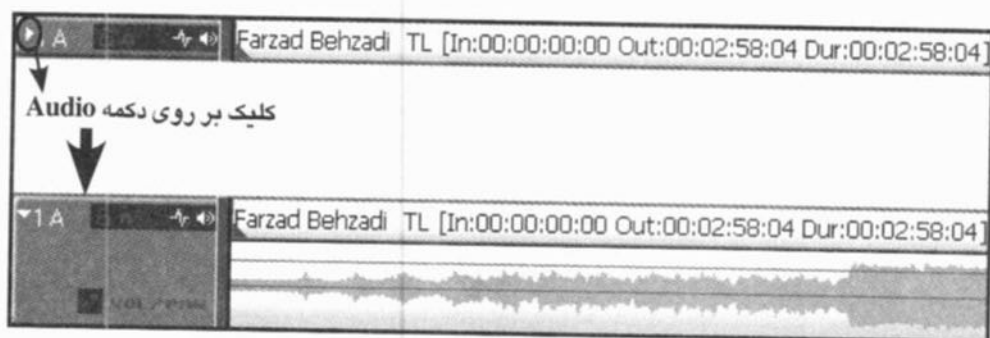 A Farzad Behzadi TL [In:00:00:00:00 Out:00:02:58:04 Dur:00:02:58:04]
کلیک بر روی دکمه Audio
1 A Farzad Behzadi TL [In:00:00:00:00 Out:00:02:58:04 Dur:00:02:58:04]